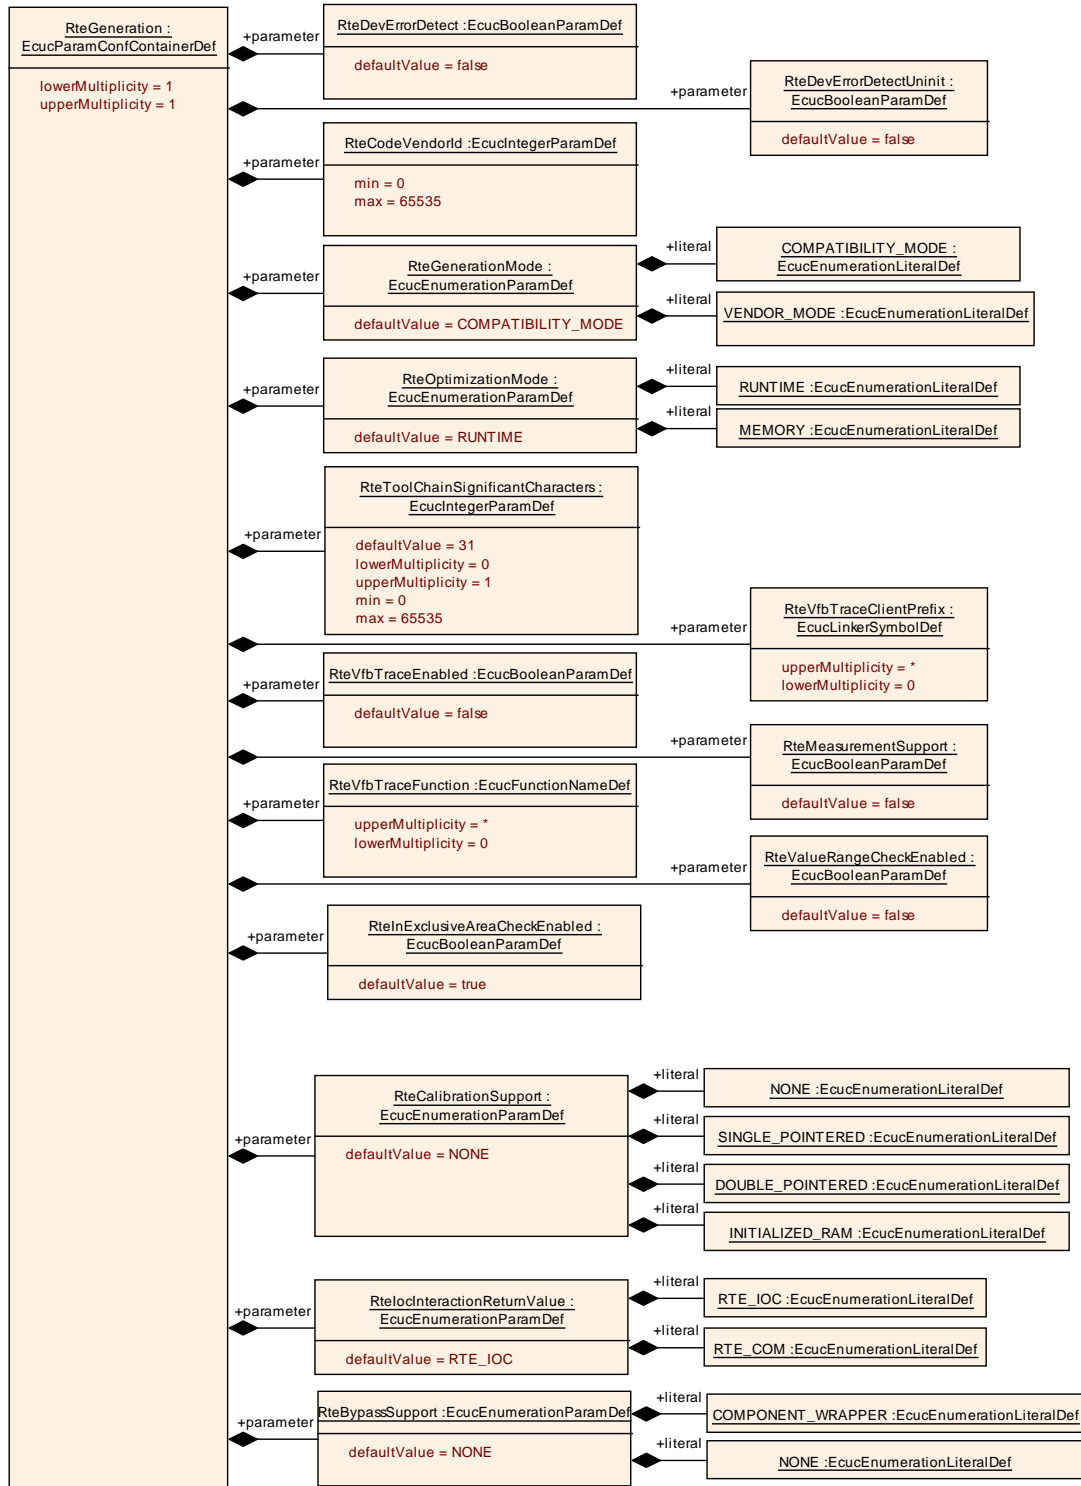 RteGeneration :
EcucParamConfContainerDef
lowerMultiplicity = 1
upperMultiplicity = 1
+parameter
RteDevErrorDetect :EcucBooleanParamDef
defaultValue = false
+parameter
RteDevErrorDetectUninit :
EcucBooleanParamDef
defaultValue = false
+parameter
RteCodeVendorId :EcucIntegerParamDef
min = 0
max = 65535
+parameter
RteGenerationMode :
EcucEnumerationParamDef
defaultValue = COMPATIBILITY_MODE
+literal
COMPATIBILITY_MODE :
EcucEnumerationLiteralDef
+literal
VENDOR_MODE :EcucEnumerationLiteralDef
+parameter
RteOptimizationMode :
EcucEnumerationParamDef
defaultValue = RUNTIME
+literal
RUNTIME :EcucEnumerationLiteralDef
+literal
MEMORY :EcucEnumerationLiteralDef
+parameter
RteToolChainSignificantCharacters :
EcucIntegerParamDef
defaultValue = 31
lowerMultiplicity = 0
upperMultiplicity = 1
min = 0
max = 65535
+parameter
RteVfbTraceClientPrefix :
EcucLinkerSymbolDef
upperMultiplicity = *
lowerMultiplicity = 0
+parameter
RteVfbTraceEnabled :EcucBooleanParamDef
defaultValue = false
+parameter
RteMeasurementSupport :
EcucBooleanParamDef
defaultValue = false
+parameter
RteVfbTraceFunction :EcucFunctionNameDef
upperMultiplicity = *
lowerMultiplicity = 0
+parameter
RteValueRangeCheckEnabled :
EcucBooleanParamDef
defaultValue = false
+parameter
RteInExclusiveAreaCheckEnabled :
EcucBooleanParamDef
defaultValue = true
+parameter
RteCalibrationSupport :
EcucEnumerationParamDef
defaultValue = NONE
+literal
NONE :EcucEnumerationLiteralDef
+literal
SINGLE_POINTERED :EcucEnumerationLiteralDef
+literal
DOUBLE_POINTERED :EcucEnumerationLiteralDef
+literal
INITIALIZED_RAM :EcucEnumerationLiteralDef
+parameter
RteIocInteractionReturnValue :
EcucEnumerationParamDef
defaultValue = RTE_IOC
+literal
RTE_IOC :EcucEnumerationLiteralDef
+literal
RTE_COM :EcucEnumerationLiteralDef
+parameter
RteBypassSupport :EcucEnumerationParamDef
defaultValue = NONE
+literal
COMPONENT_WRAPPER :EcucEnumerationLiteralDef
+literal
NONE :EcucEnumerationLiteralDef